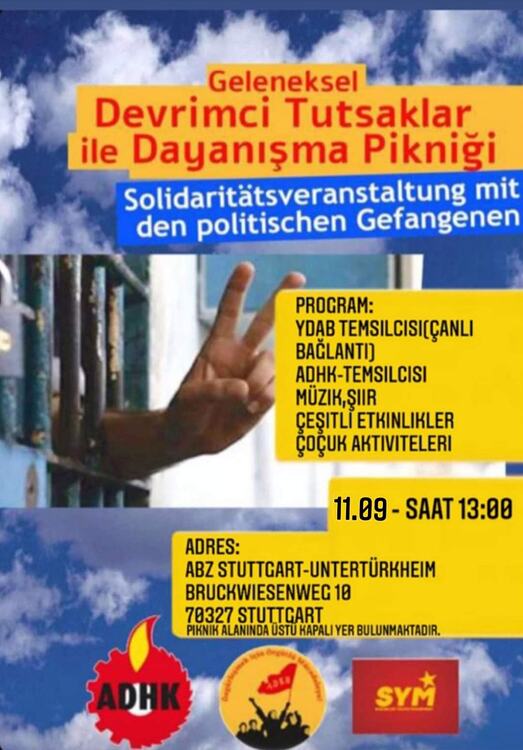 Geleneksel
Devrimci Tutsaklar
ile Dayanışma Pikniği
Solidaritätsveranstaltung mit
den politischen Gefangenen
PROGRAM:
YDAB TEMSILCISI(ÇANLI
BAĞLANTI)
ADHK-TEMSILCISI
MÜZIK,ŞIIR
ÇEŞITLI ETKINLIKLER
ÇOÇUK AKTIVITELERI
11.09 - SAAT 13:00
ADRES:
ABZ STUTTGART-UNTERTÜRKHEIM
BRUCKWIESENWEG 10
70327 STUTTGART
PIKNIK ALANINDA ÜSTÜ KAPALI YER BULUNMAKTADIR.
ADHK
SYM